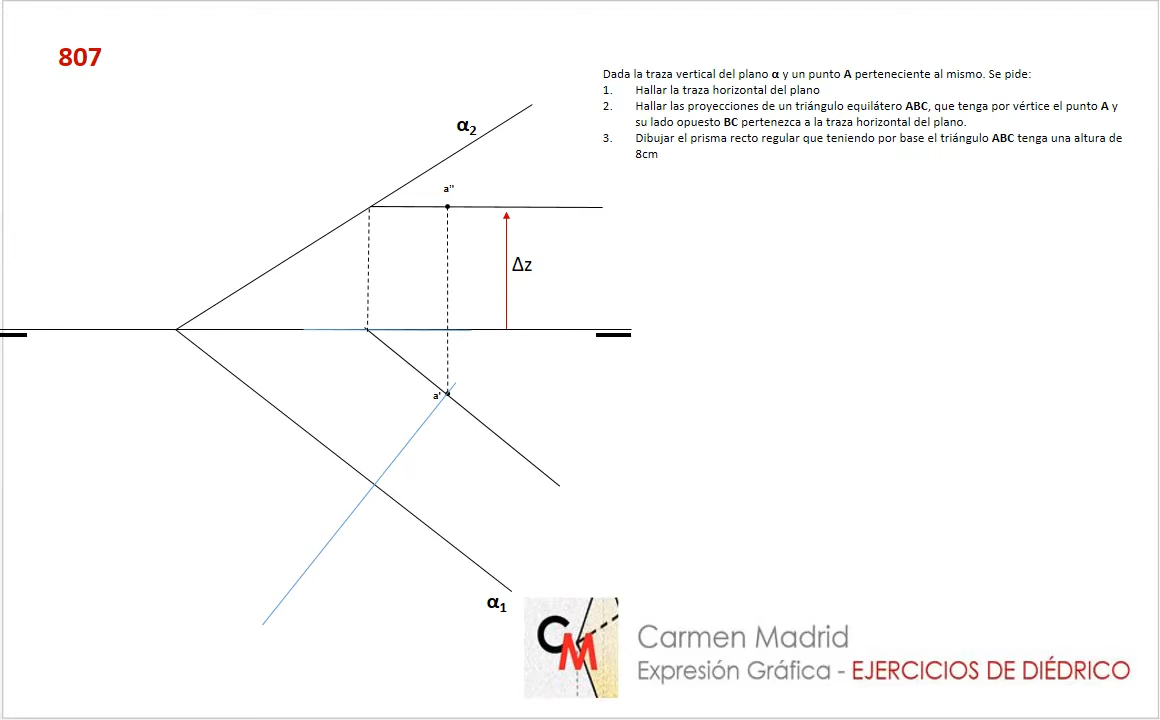 807
Dada la traza vertical del plano α y un punto A perteneciente al mismo. Se pide:
1. Hallar la traza horizontal del plano
2. Hallar las proyecciones de un triángulo equilátero ABC, que tenga por vértice el punto A y
su lado opuesto BC pertenezca a la traza horizontal del plano.
3. Dibujar el prisma recto regular que teniendo por base el triángulo ABC tenga una altura de
8cm
α2
a''
Δz
a'
α1
CM
Carmen Madrid
Expresión Gráfica - EJERCICIOS DE DIÉDRICO